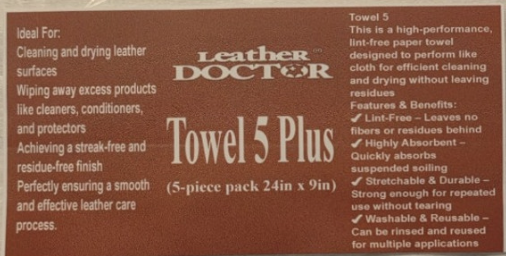 Ideal For:
Cleaning and drying leather
surfaces
Wiping away excess products
like cleaners, conditioners,
and protectors
Achieving a streak-free and
residue-free finish
Perfectly ensuring a smooth
and effective leather care
process.
Leather
DOCTOR
Towel 5 Plus
(5-piece pack 24in x 9in)
Towel 5
This is a high-performance,
lint-free paper towel
designed to perform like
cloth for efficient cleaning
and drying without leaving
residues
Features & Benefits:
✓ Lint-Free – Leaves no
fibers or residues behind
✓ Highly Absorbent –
Quickly absorbs
suspended soiling
✓ Stretchable & Durable –
Strong enough for repeated
use without tearing
✓ Washable & Reusable –
Can be rinsed and reused
for multiple applications